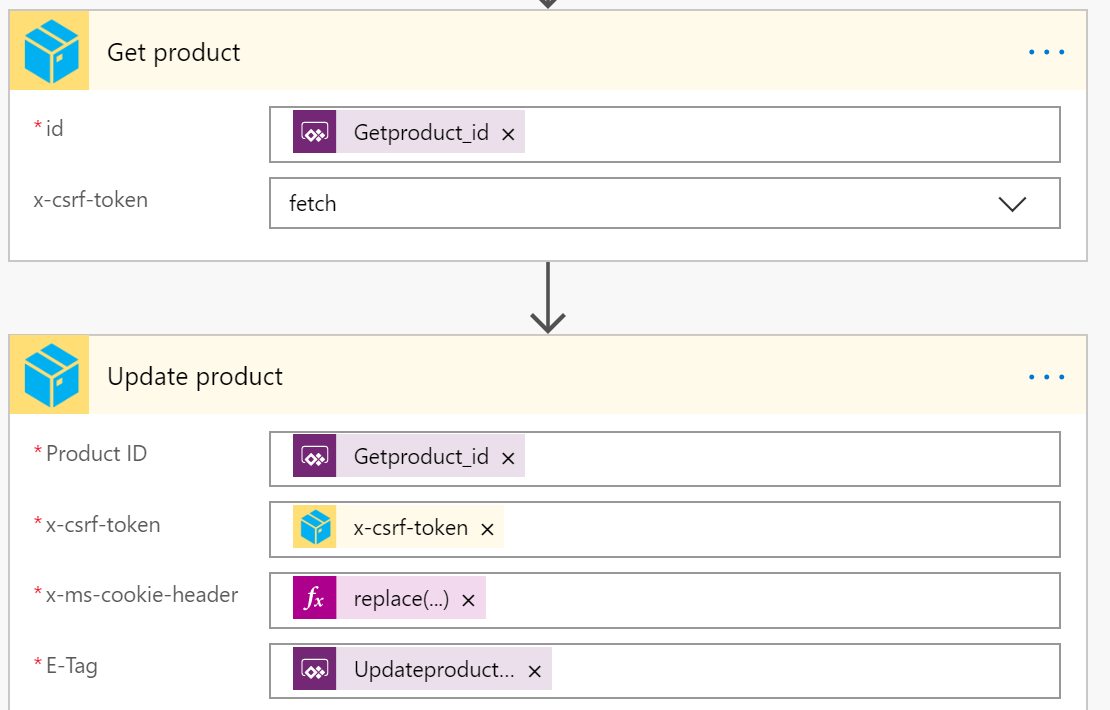 Get product
...
* id
Getproduct_id ×
x-csrf-token
fetch
Update product
...
* Product ID
Getproduct_id ×
* x-csrf-token
x-csrf-token ×
* x-ms-cookie-header
fx replace(...) ×
* E-Tag
Updateproduct... ×